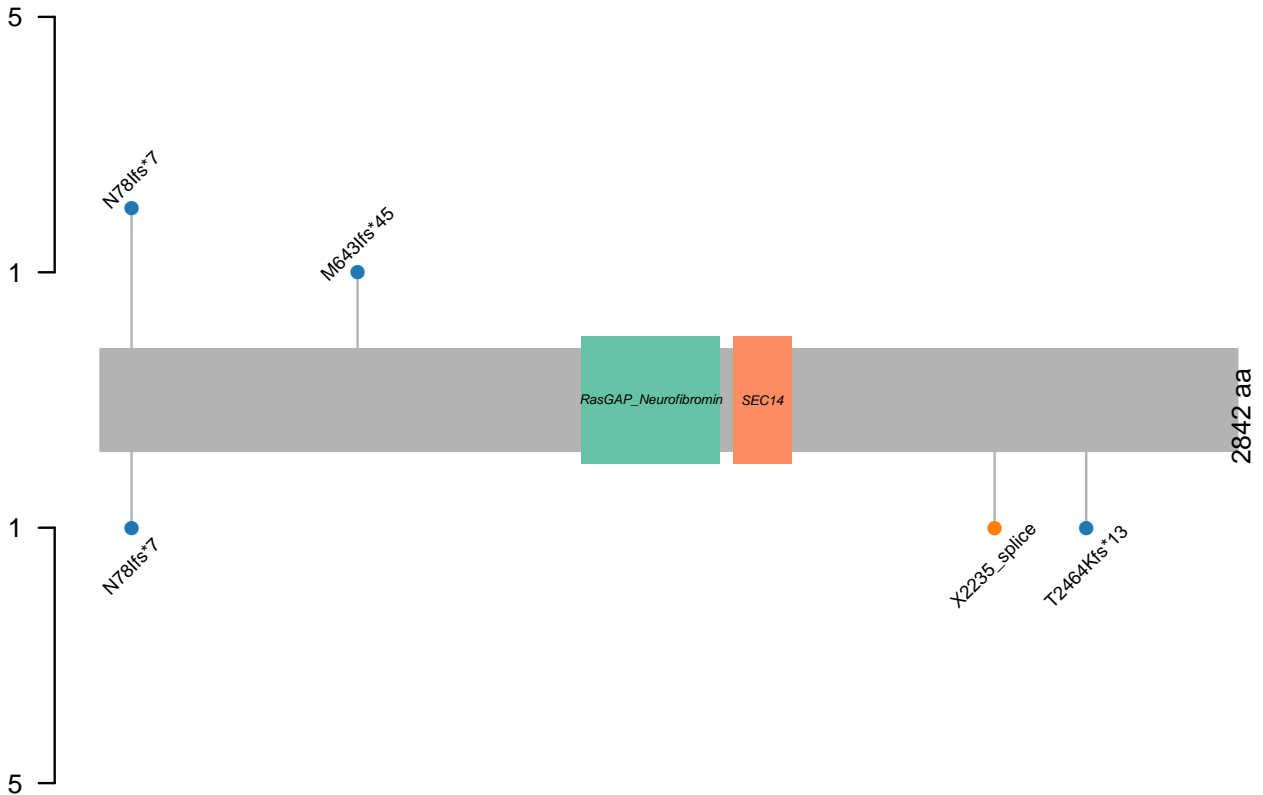 5
N78Ifs*7
M643Ifs*45
1
RasGAP_Neurofibromin
SEC14
2842 aa
1
N78Ifs*7
X2235_splice
T2464Kfs*13
5